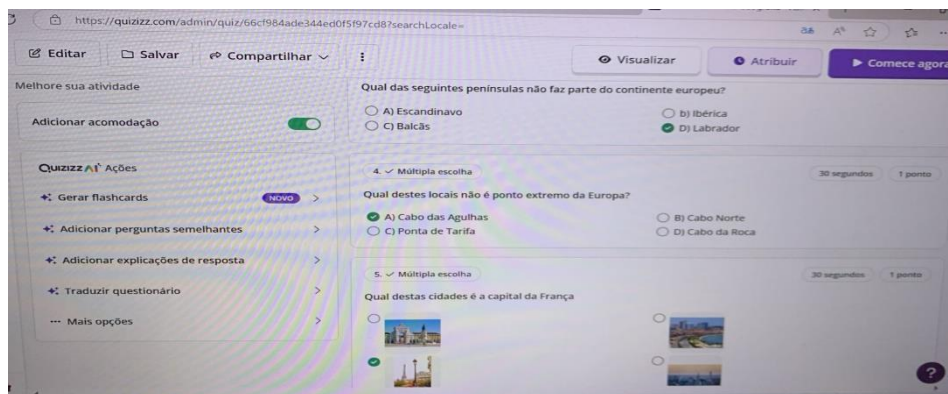 https://quizizz.com/admin/quiz/66cf984ade344ed0f5f97cd8?searchLocale=
Editar Salvar Compartilhar Visualizar Atribuir Comece agora
Melhore sua atividade
Adicionar acomodação
Quizizz AI Ações
Gerar flashcards NOVO
Adicionar perguntas semelhantes
Adicionar explicações de resposta
Traduzir questionário
Mais opções
Qual das seguintes penínsulas não faz parte do continente europeu?
A) Escandinavo b) Ibérica
C) Balcãs D) Labrador
4. Múltipla escolha 30 segundos 1 ponto
Qual destes locais não é ponto extremo da Europa?
A) Cabo das Agulhas B) Cabo Norte
C) Ponta de Tarifa D) Cabo da Roca
5. Múltipla escolha 30 segundos 1 ponto
Qual destas cidades é a capital da França
?